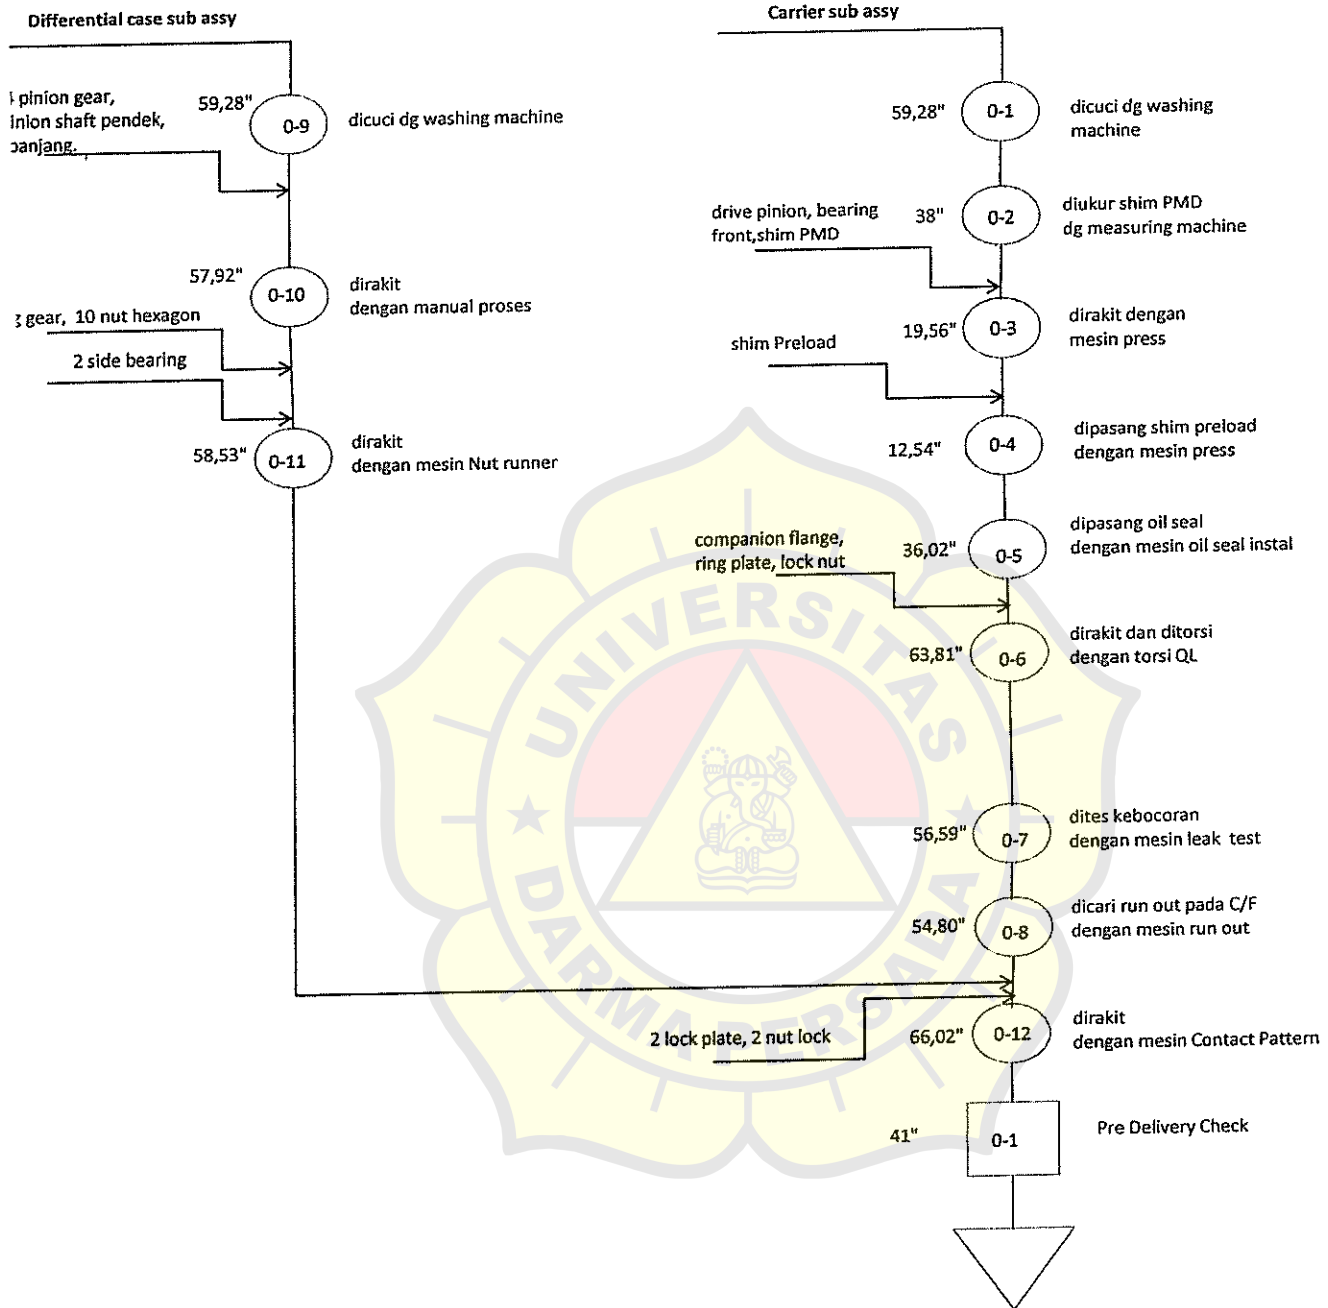 Differential case sub assy
pinion gear,
shaft pendek,
59,28"
0-9
dicuci dg washing machine
57,92"
0-10
dirakit
dengan manual proses
gear, 10 nut hexagon
2 side bearing
58,53"
0-11
dirakit
dengan mesin Nut runner
Carrier sub assy
59,28"
0-1
dicuci dg washing
machine
38"
0-2
diukur shim PMD
dg measuring machine
drive pinion, bearing
front,shim PMD
19,56"
0-3
dirakit dengan
mesin press
shim Preload
12,54"
0-4
dipasang shim preload
dengan mesin press
36,02"
0-5
dipasang oil seal
dengan mesin oil seal instal
companion flange,
ring plate, lock nut
63,81"
0-6
dirakit dan ditorsi
dengan torsi QL
56,59"
0-7
dites kebocoran
dengan mesin leak test
54,80"
0-8
dicari run out pada C/F
dengan mesin run out
2 lock plate, 2 nut lock
66,02"
0-12
dirakit
dengan mesin Contact Pattern
41"
0-1
Pre Delivery Check
UNIVERSITAS
DARMA PERSADA